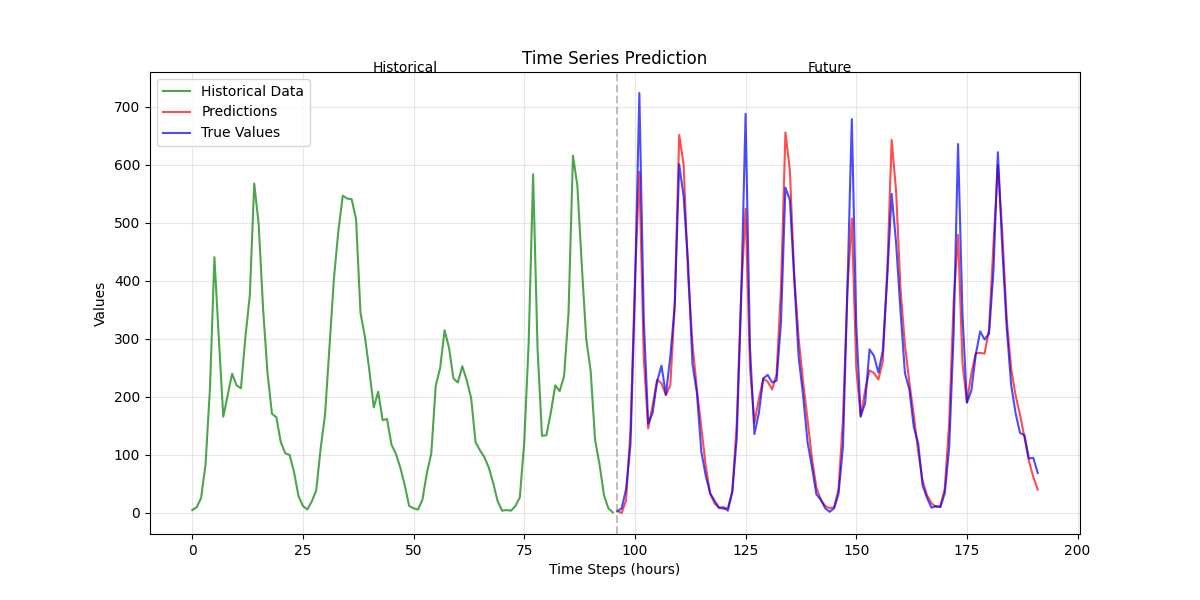 Time Series Prediction
Historical
Future
Historical Data
Predictions
True Values
700
600
500
400
300
200
100
0
Values
0 25 50 75 100 125 150 175 200
Time Steps (hours)